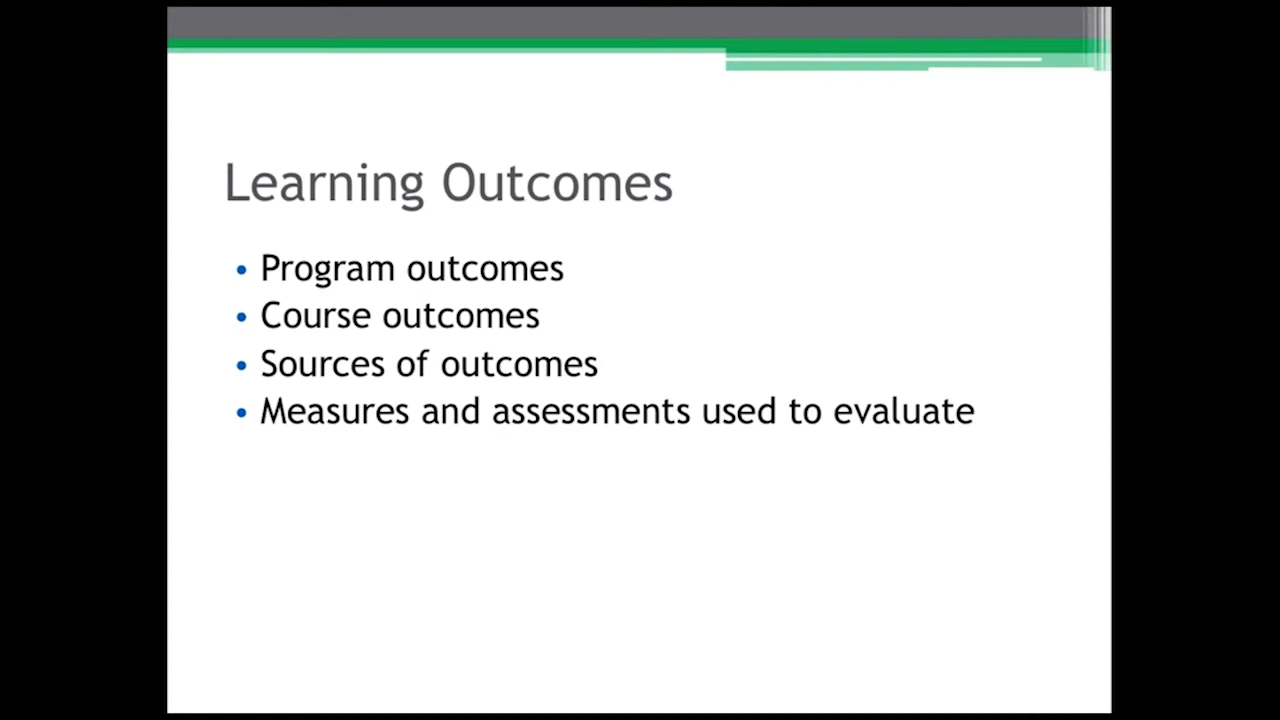 Learning Outcomes
• Program outcomes
• Course outcomes
• Sources of outcomes
• Measures and assessments used to evaluate